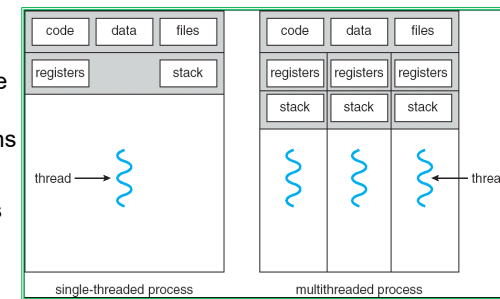 code data files
registers stack
thread
single-threaded process
code data files
registers registers registers
stack stack stack
multithreaded process